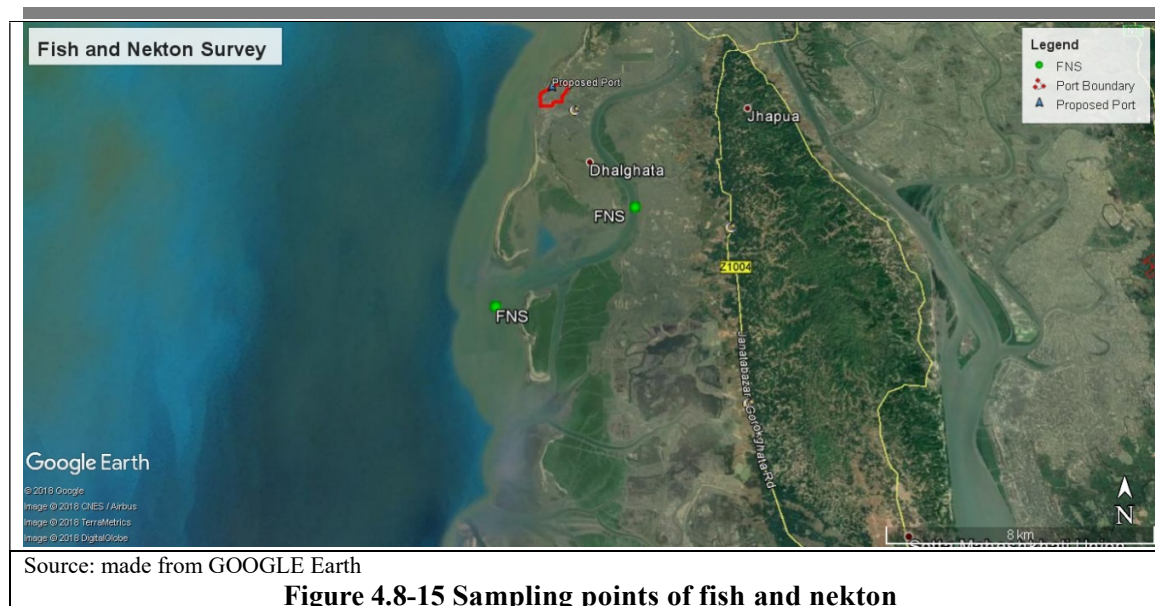 Fish and Nekton Survey
Legend
FNS
Port Boundary
Proposed Port
Proposed Port
Jhapua
Dhalghata
FNS
Z1004
FNS
Janatabazar - Gorokghata Rd
Google Earth
© 2018 Google
Image © 2018 CNES / Airbus
Image © 2018 TerraMetrics
Image © 2018 DigitalGlobe
N
8 km
Source: made from GOOGLE Earth
Figure 4.8-15 Sampling points of fish and nekton